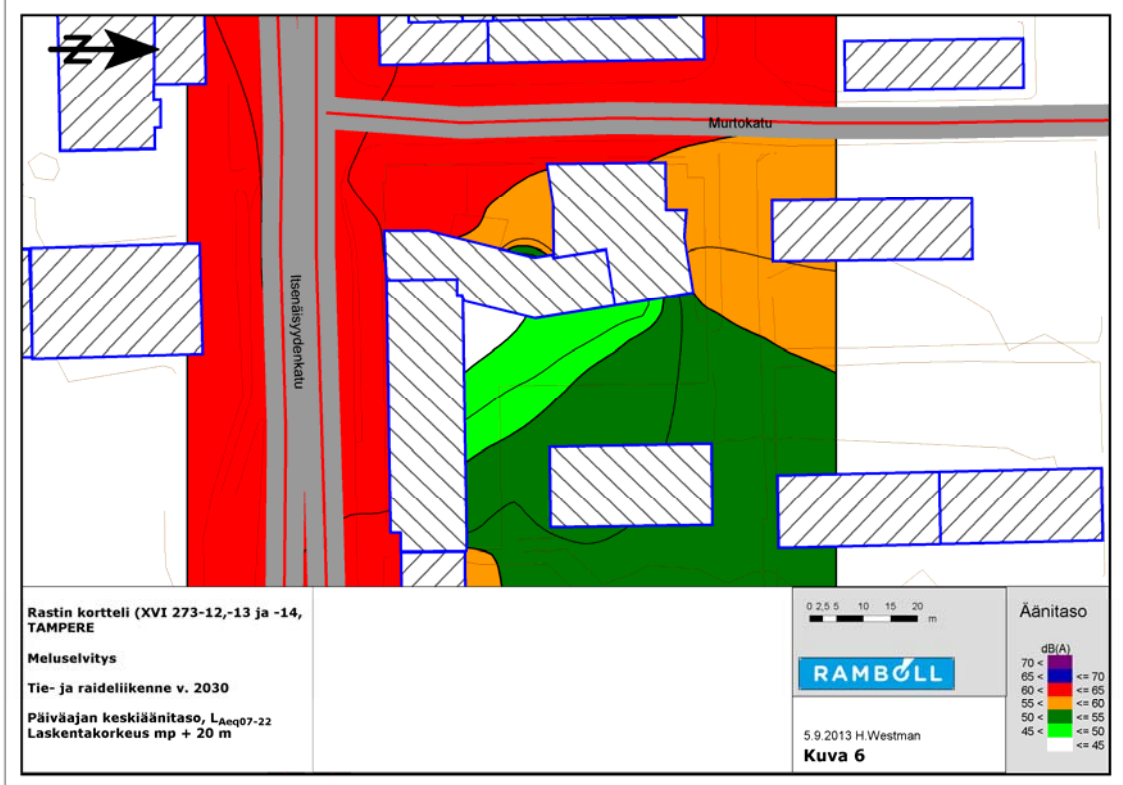 Z
Murtokatu
Itsenäisyydenkatu
Rastin kortteli (XVI 273-12,-13 ja -14,
TAMPERE
Meluselvitys
Tie- ja raideliikenne v. 2030
Päiväajan keskiäänitaso, LAeq07-22
Laskentakorkeus mp + 20 m
0 2,5 5 10 15 20
m
RAMBOLL
5.9.2013 H.Westman
Kuva 6
Äänitaso
dB(A)
70 <
65 < <= 70
60 < <= 65
55 < <= 60
50 < <= 55
45 < <= 50
<= 45